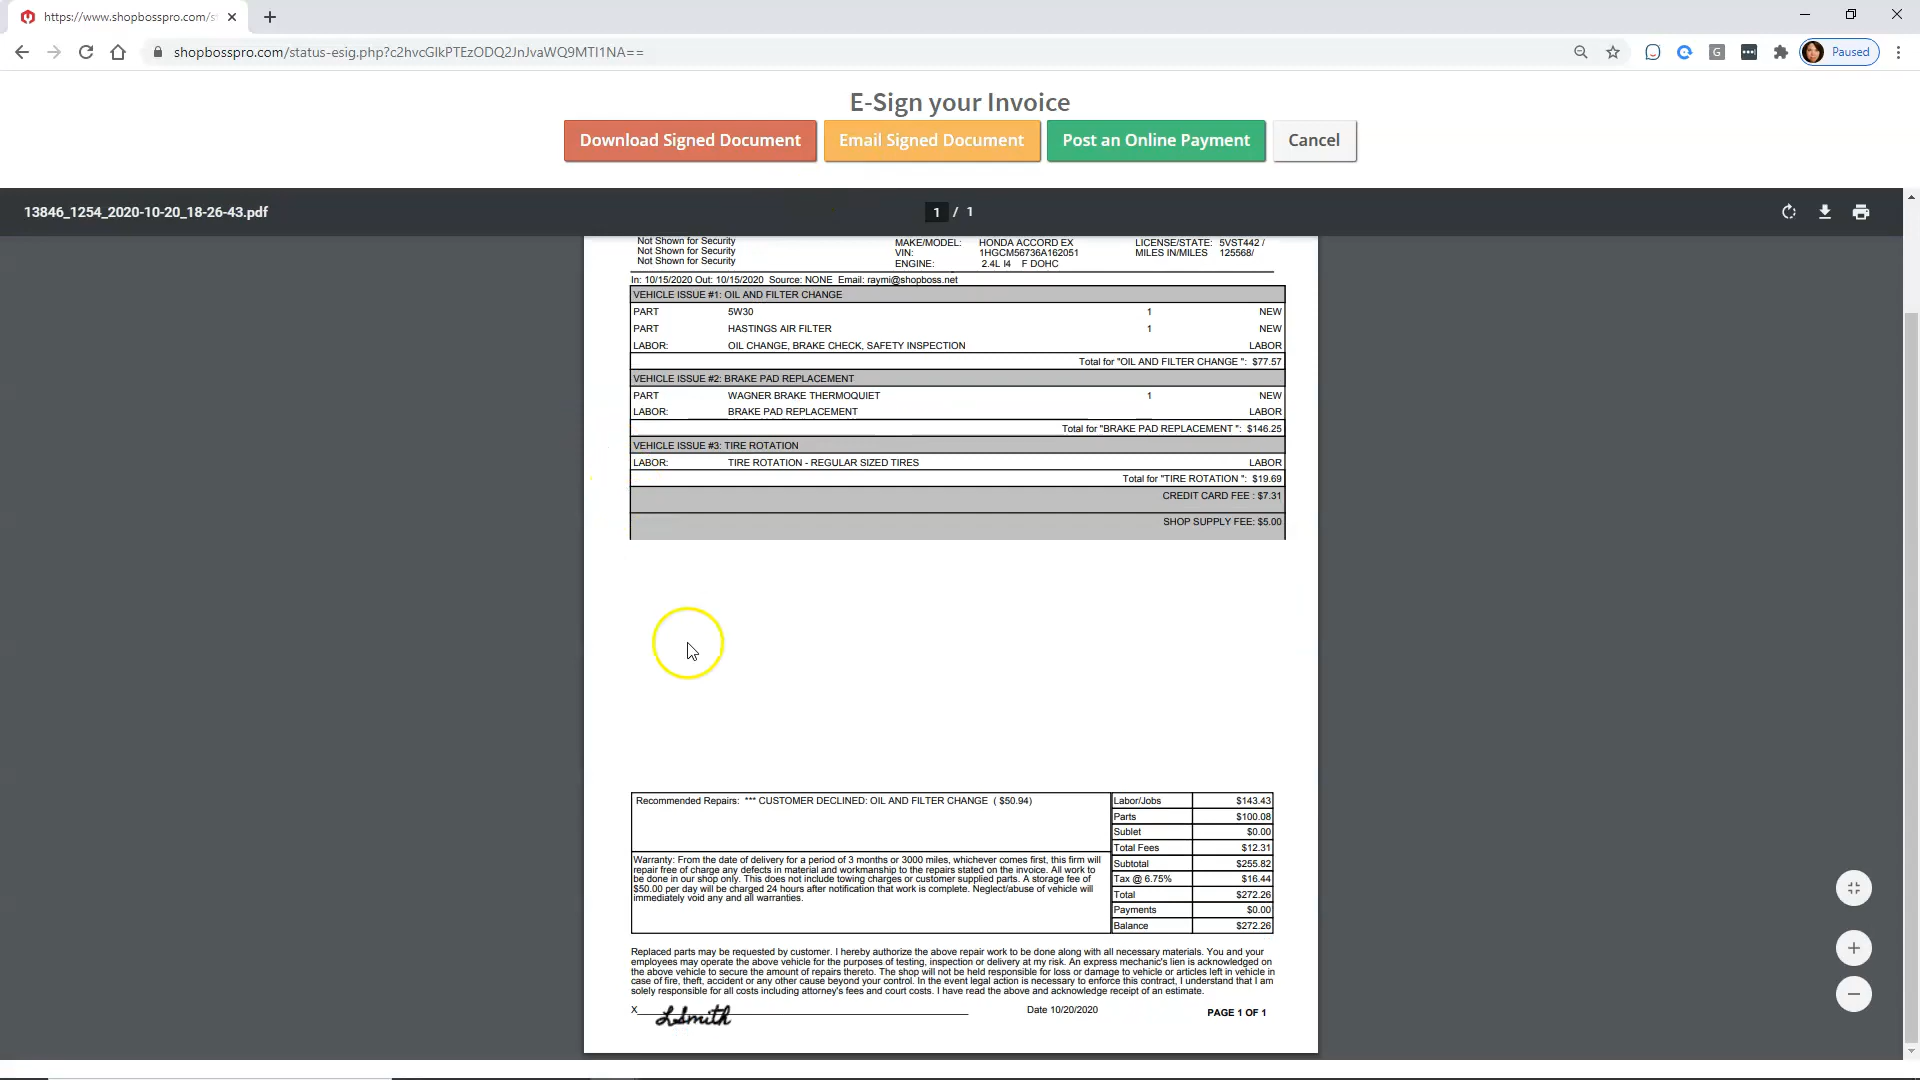 https://www.shopbosspro.com/s
shopbosspro.com/status-esig.php?c2hvcGlkPTEzODQ2JnJvaWQ9MTI1NA==
G
Paused
E-Sign your Invoice
Download Signed Document Email Signed Document Post an Online Payment Cancel
13846_1254_2020-10-20_18-26-43.pdf 1 / 1
Not Shown for Security MAKE/MODEL: HONDA ACCORD EX LICENSE/STATE: 5VST442 /
Not Shown for Security VIN: 1HGCM56736A162051 MILES IN/MILES 125568/
Not Shown for Security ENGINE: 2.4L I4 F DOHC
In: 10/15/2020 Out: 10/15/2020 Source: NONE Email: raymi@shopboss.net
VEHICLE ISSUE #1: OIL AND FILTER CHANGE
PART 5W30 1 NEW
PART HASTINGS AIR FILTER 1 NEW
LABOR: OIL CHANGE, BRAKE CHECK, SAFETY INSPECTION LABOR
Total for "OIL AND FILTER CHANGE ": $77.57
VEHICLE ISSUE #2: BRAKE PAD REPLACEMENT
PART WAGNER BRAKE THERMOQUIET 1 NEW
LABOR: BRAKE PAD REPLACEMENT LABOR
Total for "BRAKE PAD REPLACEMENT ": $146.25
VEHICLE ISSUE #3: TIRE ROTATION
LABOR: TIRE ROTATION - REGULAR SIZED TIRES LABOR
Total for "TIRE ROTATION ": $19.69
CREDIT CARD FEE : $7.31
SHOP SUPPLY FEE: $5.00
Recommended Repairs: *** CUSTOMER DECLINED: OIL AND FILTER CHANGE ( $50.94)
Warranty: From the date of delivery for a period of 3 months or 3000 miles, whichever comes first, this firm will
repair free of charge any defects in material and workmanship to the repairs stated on the invoice. All work to
be done in our shop only. This does not include towing charges or customer supplied parts. A storage fee of
$50.00 per day will be charged 24 hours after notification that work is complete. Neglect/abuse of vehicle will
immediately void any and all warranties.
Labor/Jobs $143.43
Parts $100.08
Sublet $0.00
Total Fees $12.31
Subtotal $255.82
Tax @ 6.75% $16.44
Total $272.26
Payments $0.00
Balance $272.26
Replaced parts may be requested by customer. I hereby authorize the above repair work to be done along with all necessary materials. You and your
employees may operate the above vehicle for the purposes of testing, inspection or delivery at my risk. An express mechanic's lien is acknowledged on
the above vehicle to secure the amount of repairs thereto. The shop will not be held responsible for loss or damage to vehicle or articles left in vehicle in
case of fire, theft, accident or any other cause beyond your control. In the event legal action is necessary to enforce this contract, I understand that I am
solely responsible for all costs including attorney's fees and court costs. I have read the above and acknowledge receipt of an estimate.
X LSmith Date 10/20/2020 PAGE 1 OF 1